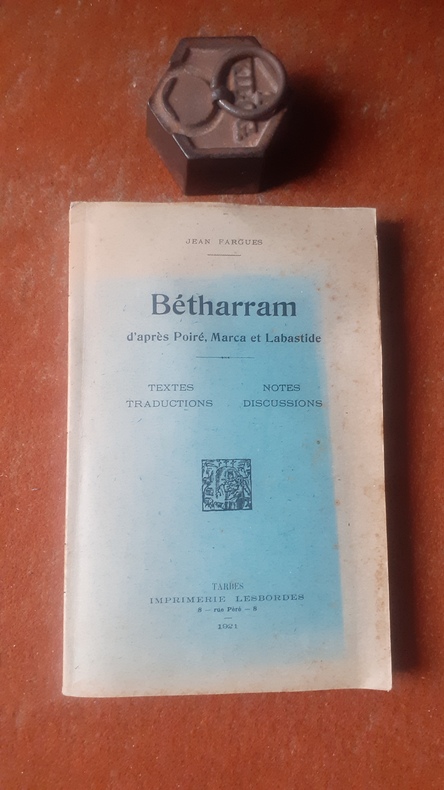 JEAN FARGUES
Bétharram
d'après Poiré, Marca et Labastide
TEXTES NOTES
TRADUCTIONS DISCUSSIONS
TARBES
IMPRIMERIE LESBORDES
8 — rue Péré — 8
1921